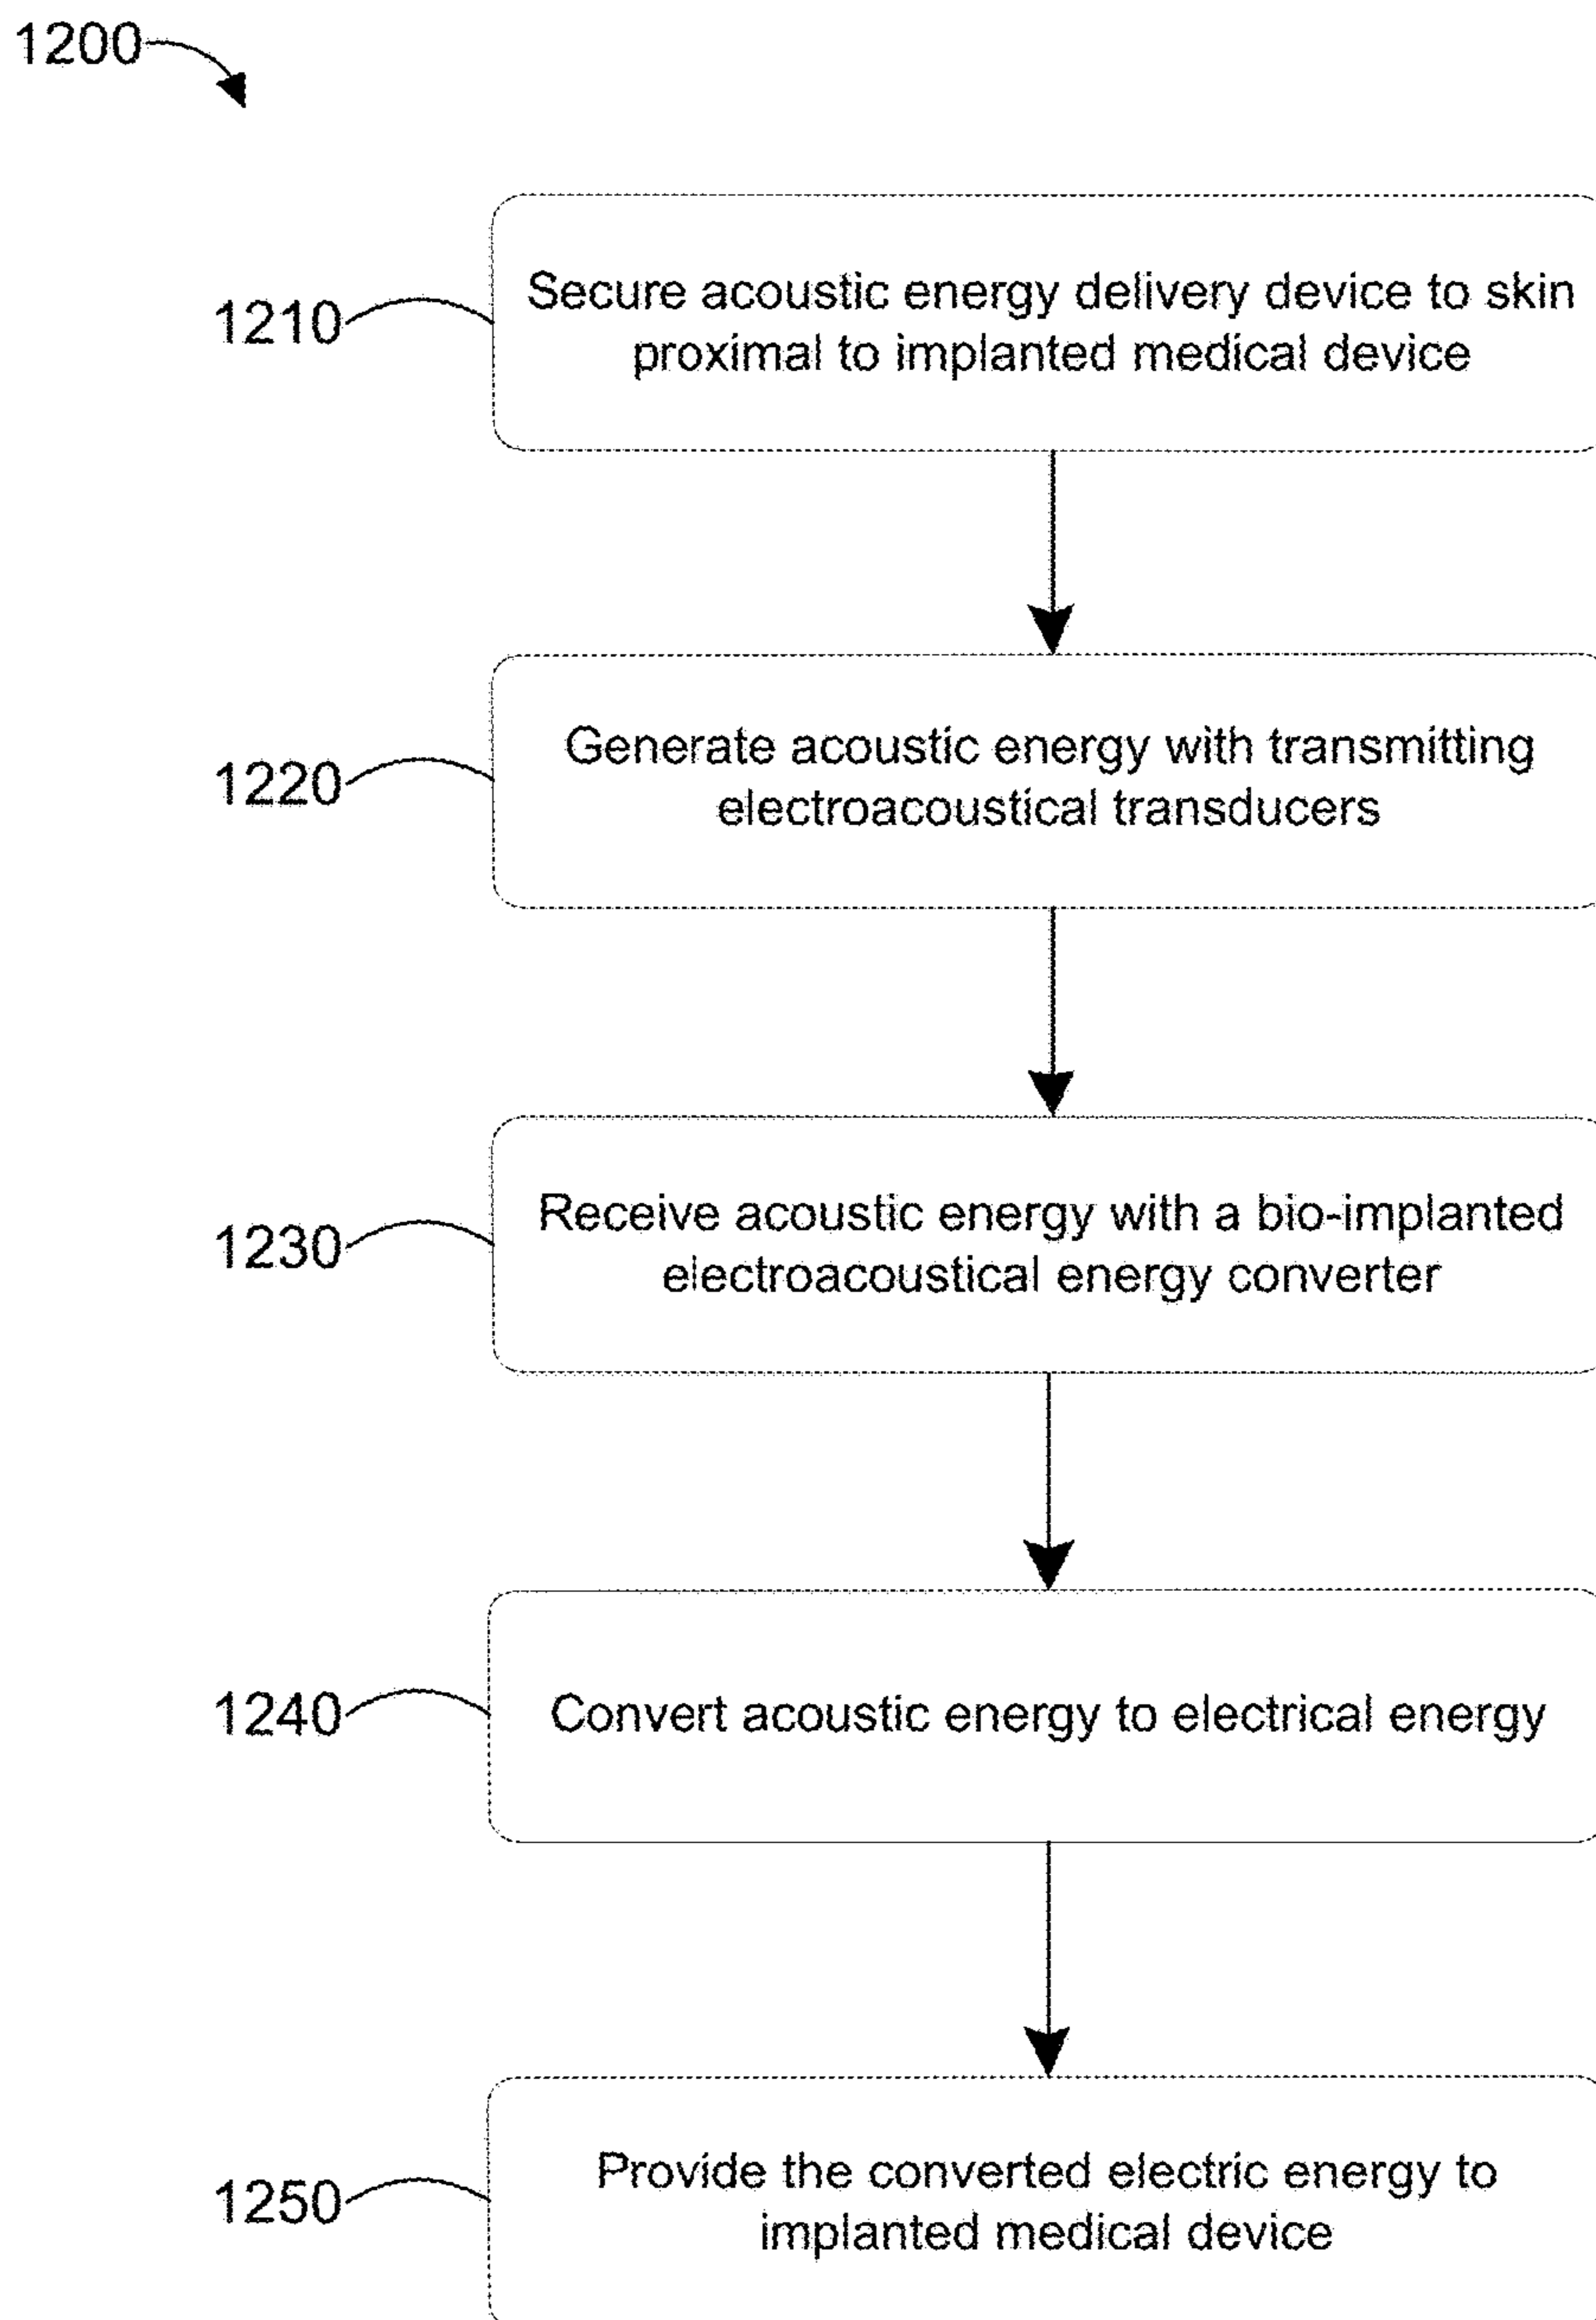 1200
1210
Secure acoustic energy delivery device to skin
proximal to implanted medical device
1220
Generate acoustic energy with transmitting
electroacoustical transducers
1230
Receive acoustic energy with a bio-implanted
electroacoustical energy converter
1240
Convert acoustic energy to electrical energy
1250
Provide the converted electric energy to
implanted medical device